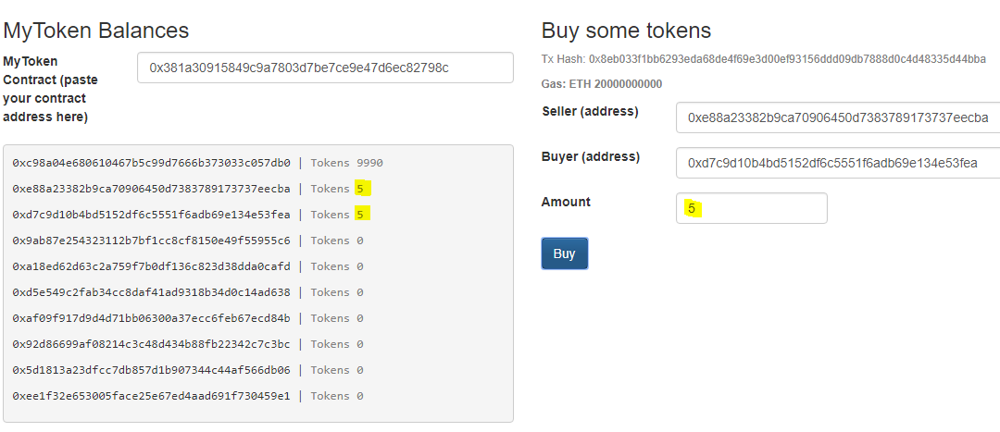 MyToken Balances
MyToken
Contract (paste
your contract
address here)
0x381a30915849c9a7803d7be7ce9e47d6ec82798c
0xc98a04e680610467b5c99d7666b373033c057db0 | Tokens 9990
0xe88a23382b9ca70906450d7383789173737eecba | Tokens 5
0xd7c9d10b4bd5152df6c5551f6adb69e134e53fea | Tokens 5
0x9ab87e254323112b7bf1cc8cf8150e49f55955c6 | Tokens 0
0xa18ed62d63c2a759f7b0df136c823d38dda0cafd | Tokens 0
0xd5e549c2fab34cc8daf41ad9318b34d0c14ad638 | Tokens 0
0xaf09f917d9d4d71bb06300a37ecc6feb67ecd84b | Tokens 0
0x92d86699af08214c3c48d434b88fb22342c7c3bc | Tokens 0
0x5d1813a23dfcc7db857d1b907344c44af566db06 | Tokens 0
0xee1f32e653005face25e67ed4aad691f730459e1 | Tokens 0
Buy some tokens
Tx Hash: 0x8eb033f1bb6293eda68de4f69e3d00ef93156ddd09db7888d0c4d48335d44bba
Gas: ETH 20000000000
Seller (address)
0xe88a23382b9ca70906450d7383789173737eecba
Buyer (address)
0xd7c9d10b4bd5152df6c5551f6adb69e134e53fea
Amount
5
Buy